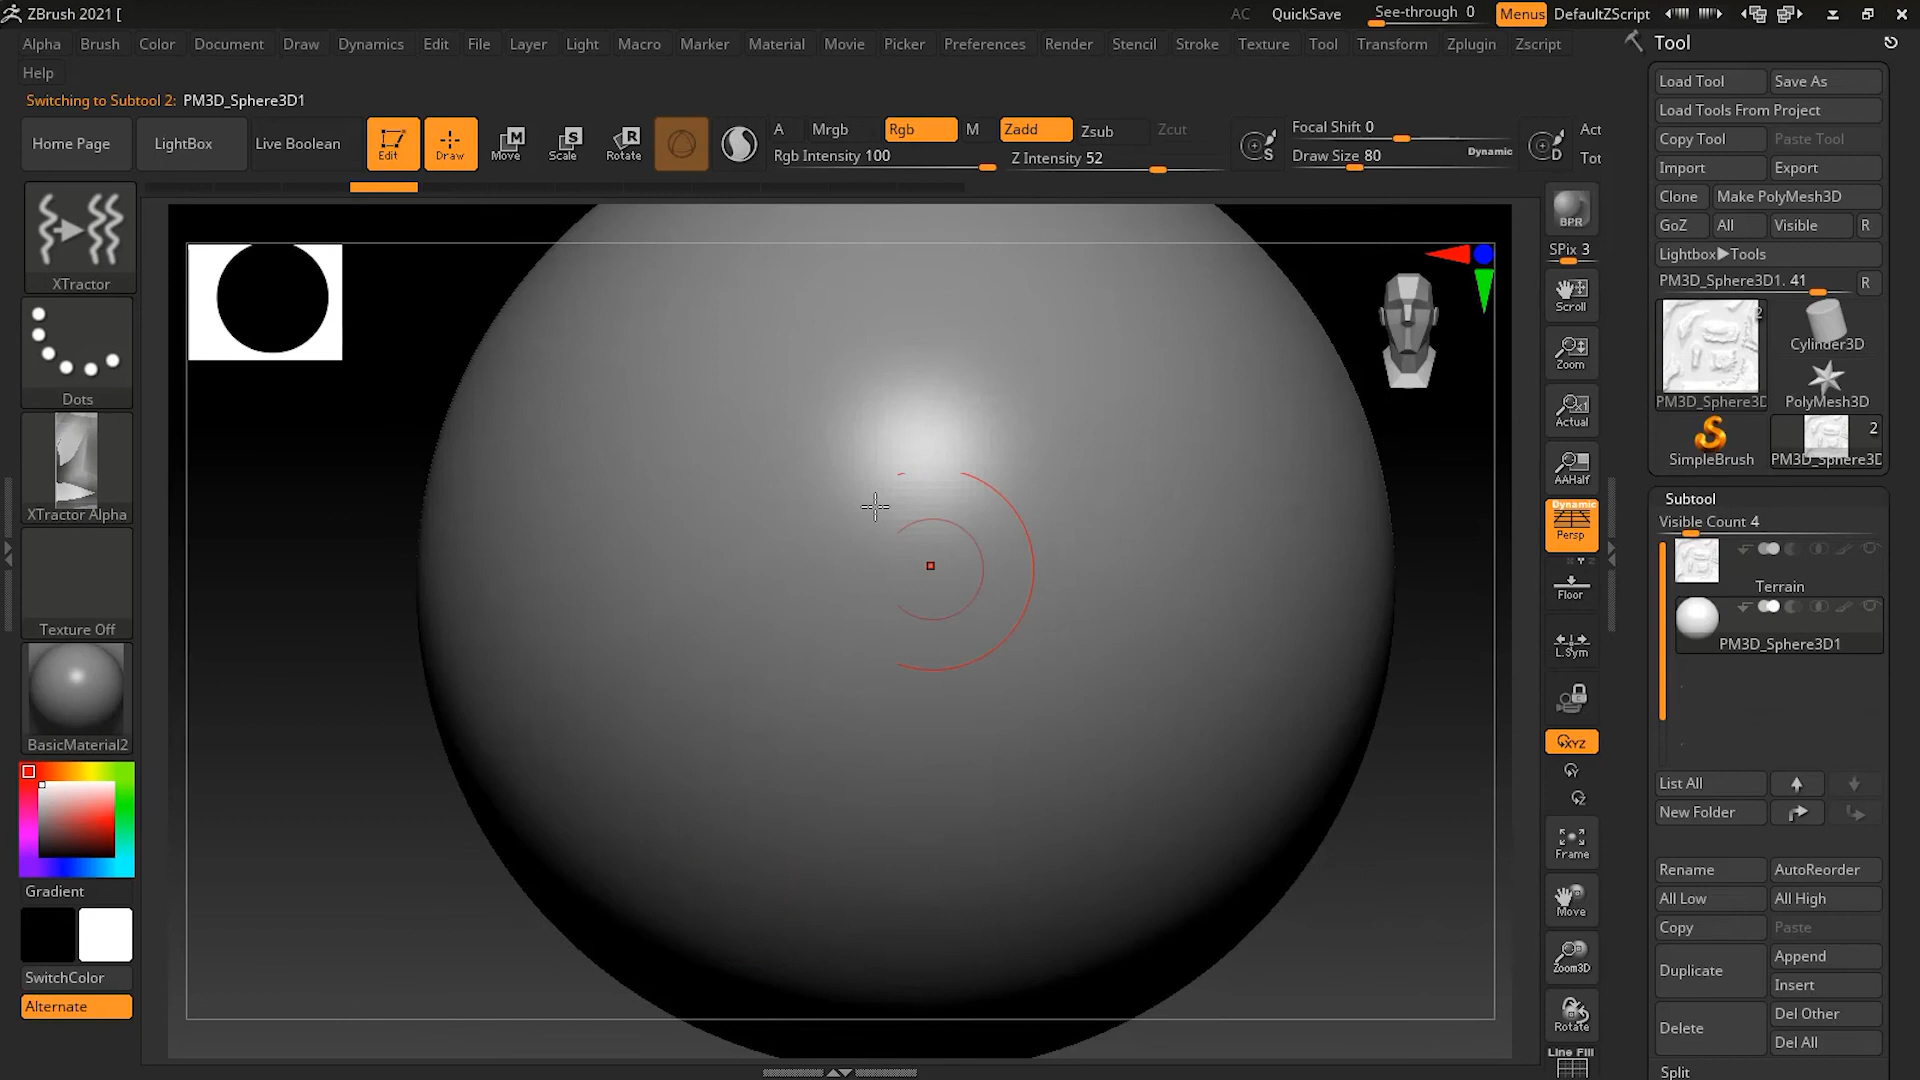 ZBrush 2021 [
AC QuickSave See-through 0 Menus DefaultZScript
Alpha Brush Color Document Draw Dynamics Edit File Layer Light Macro Marker Material Movie Picker Preferences Render Stencil Stroke Texture Tool Transform Zplugin Zscript
Help
Switching to Subtool 2: PM3D_Sphere3D1
Home Page LightBox Live Boolean Edit Draw Move Scale Rotate
M S R
A Mrgb Rgb M Zadd Zsub Zcut
Rgb Intensity 100 Z Intensity 52
S Focal Shift 0 D Act
Draw Size 80 Dynamic Tot
XTractor
Dots
XTractor Alpha
Texture Off
BasicMaterial2
Gradient
SwitchColor
Alternate
BPR
SPix 3
Scroll
Zoom
Actual
AAHalf
Dynamic
Persp
Floor
L.Sym
XYZ
Y
Z
Frame
Move
Zoom3D
Rotate
Line Fill
Tool
Load Tool Save As
Load Tools From Project
Copy Tool Paste Tool
Import Export
Clone Make PolyMesh3D
GoZ All Visible R
Lightbox▶Tools
PM3D_Sphere3D1. 41 R
2
Cylinder3D
PM3D_Sphere3D PolyMesh3D
2
SimpleBrush PM3D_Sphere3D
Subtool
Visible Count 4
Terrain
PM3D_Sphere3D1
List All
New Folder
Rename AutoReorder
All Low All High
Copy Paste
Duplicate Append
Insert
Delete Del Other
Del All
Split